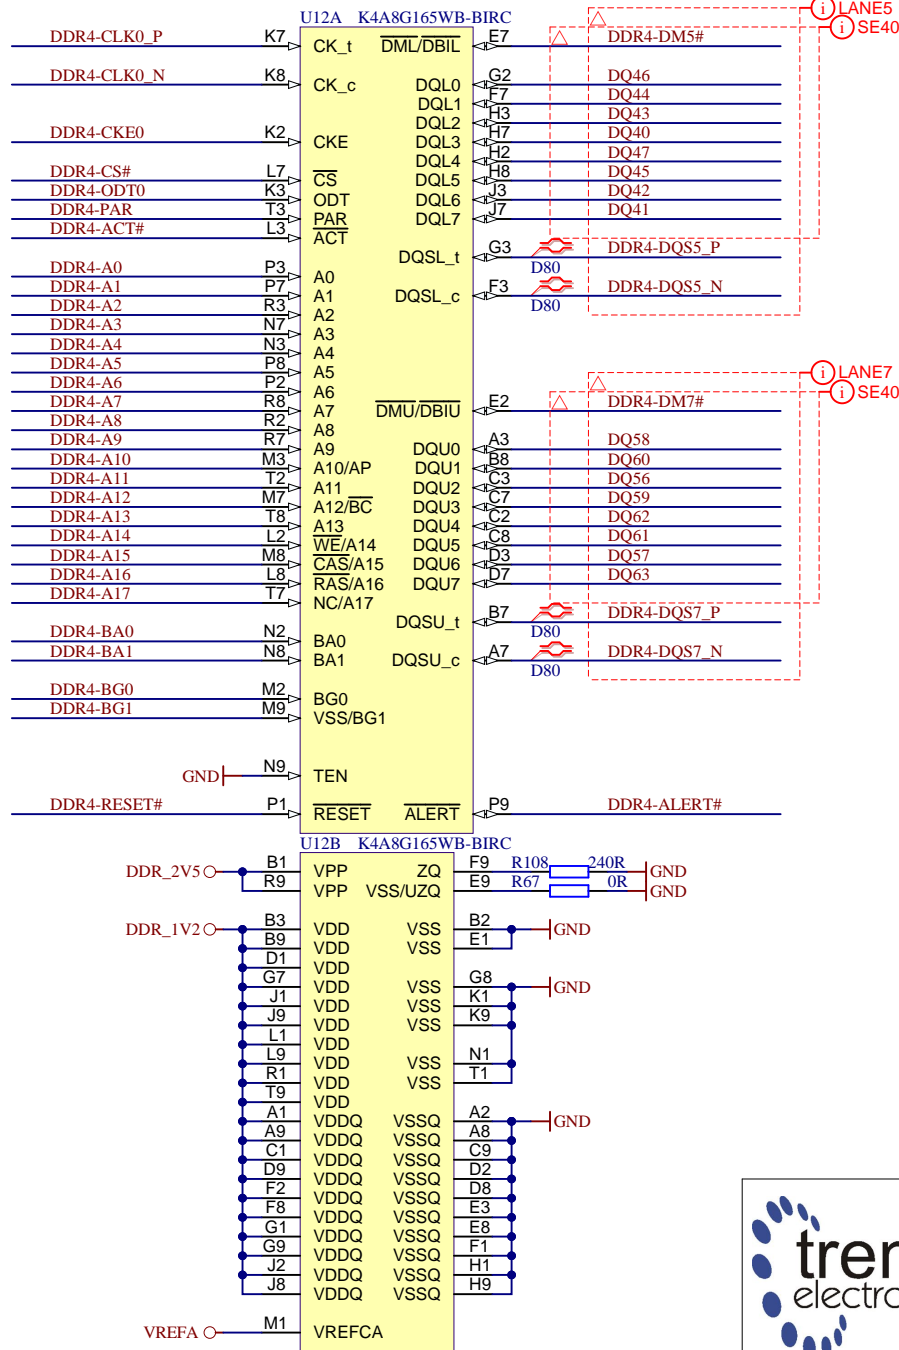 U12A K4A8G165WB-BIRC
LANE5
SE40
DDR4-CLK0_P K7 CK_t DML/DBIL E7 DDR4-DM5#
DDR4-CLK0_N K8 CK_c DQL0 G2 DQ46
DQL1 F7 DQ44
DQL2 H3 DQ43
DDR4-CKE0 K2 CKE DQL3 H7 DQ40
DQL4 H2 DQ47
DDR4-CS# L7 CS DQL5 H8 DQ45
DDR4-ODT0 K3 ODT DQL6 J3 DQ42
DDR4-PAR T3 PAR DQL7 J7 DQ41
DDR4-ACT# L3 ACT
DQSL_t G3 D80 DDR4-DQS5_P
DDR4-A0 P3 A0
DDR4-A1 P7 A1 DQSL_c F3 D80 DDR4-DQS5_N
DDR4-A2 R3 A2
DDR4-A3 N7 A3
DDR4-A4 N3 A4
DDR4-A5 P8 A5
LANE7
DDR4-A6 P2 A6
SE40
DDR4-A7 R8 A7 DMU/DBIU E2 DDR4-DM7#
DDR4-A8 R2 A8
DDR4-A9 R7 A9 DQU0 A3 DQ58
DDR4-A10 M3 A10/AP DQU1 B8 DQ60
DDR4-A11 T2 A11 DQU2 C3 DQ56
DDR4-A12 M7 A12/BC DQU3 C7 DQ59
DDR4-A13 T8 A13 DQU4 C2 DQ62
DDR4-A14 L2 WE/A14 DQU5 C8 DQ61
DDR4-A15 M8 CAS/A15 DQU6 D3 DQ57
DDR4-A16 L8 RAS/A16 DQU7 D7 DQ63
DDR4-A17 T7 NC/A17
DQSU_t B7 D80 DDR4-DQS7_P
DDR4-BA0 N2 BA0
DDR4-BA1 N8 BA1 DQSU_c A7 D80 DDR4-DQS7_N
DDR4-BG0 M2 BG0
DDR4-BG1 M9 VSS/BG1
GND N9 TEN
DDR4-RESET# P1 RESET ALERT P9 DDR4-ALERT#
U12B K4A8G165WB-BIRC
DDR_2V5 B1 VPP ZQ F9 R108 240R GND
R9 VPP VSS/UZQ E9 R67 0R GND
DDR_1V2 B3 VDD VSS B2 GND
B9 VDD VSS E1
D1 VDD
G7 VDD VSS G8 GND
J1 VDD VSS K1
J9 VDD VSS K9
L1 VDD
L9 VDD VSS N1
R1 VDD VSS T1
T9 VDD
A1 VDDQ VSSQ A2 GND
A9 VDDQ VSSQ A8
C1 VDDQ VSSQ C9
D9 VDDQ VSSQ D2
F2 VDDQ VSSQ D8
F8 VDDQ VSSQ E3
G1 VDDQ VSSQ E8
G9 VDDQ VSSQ F1
J2 VDDQ VSSQ H1
J8 VDDQ VSSQ H9
VREFA M1 VREFCA
tren
electro